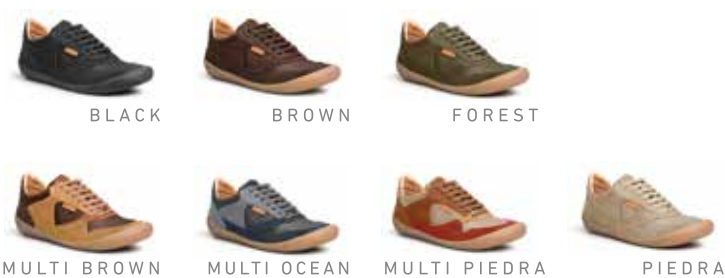 BLACK
BROWN
FOREST
MULTI BROWN
MULTI OCEAN
MULTI PIEDRA
PIEDRA